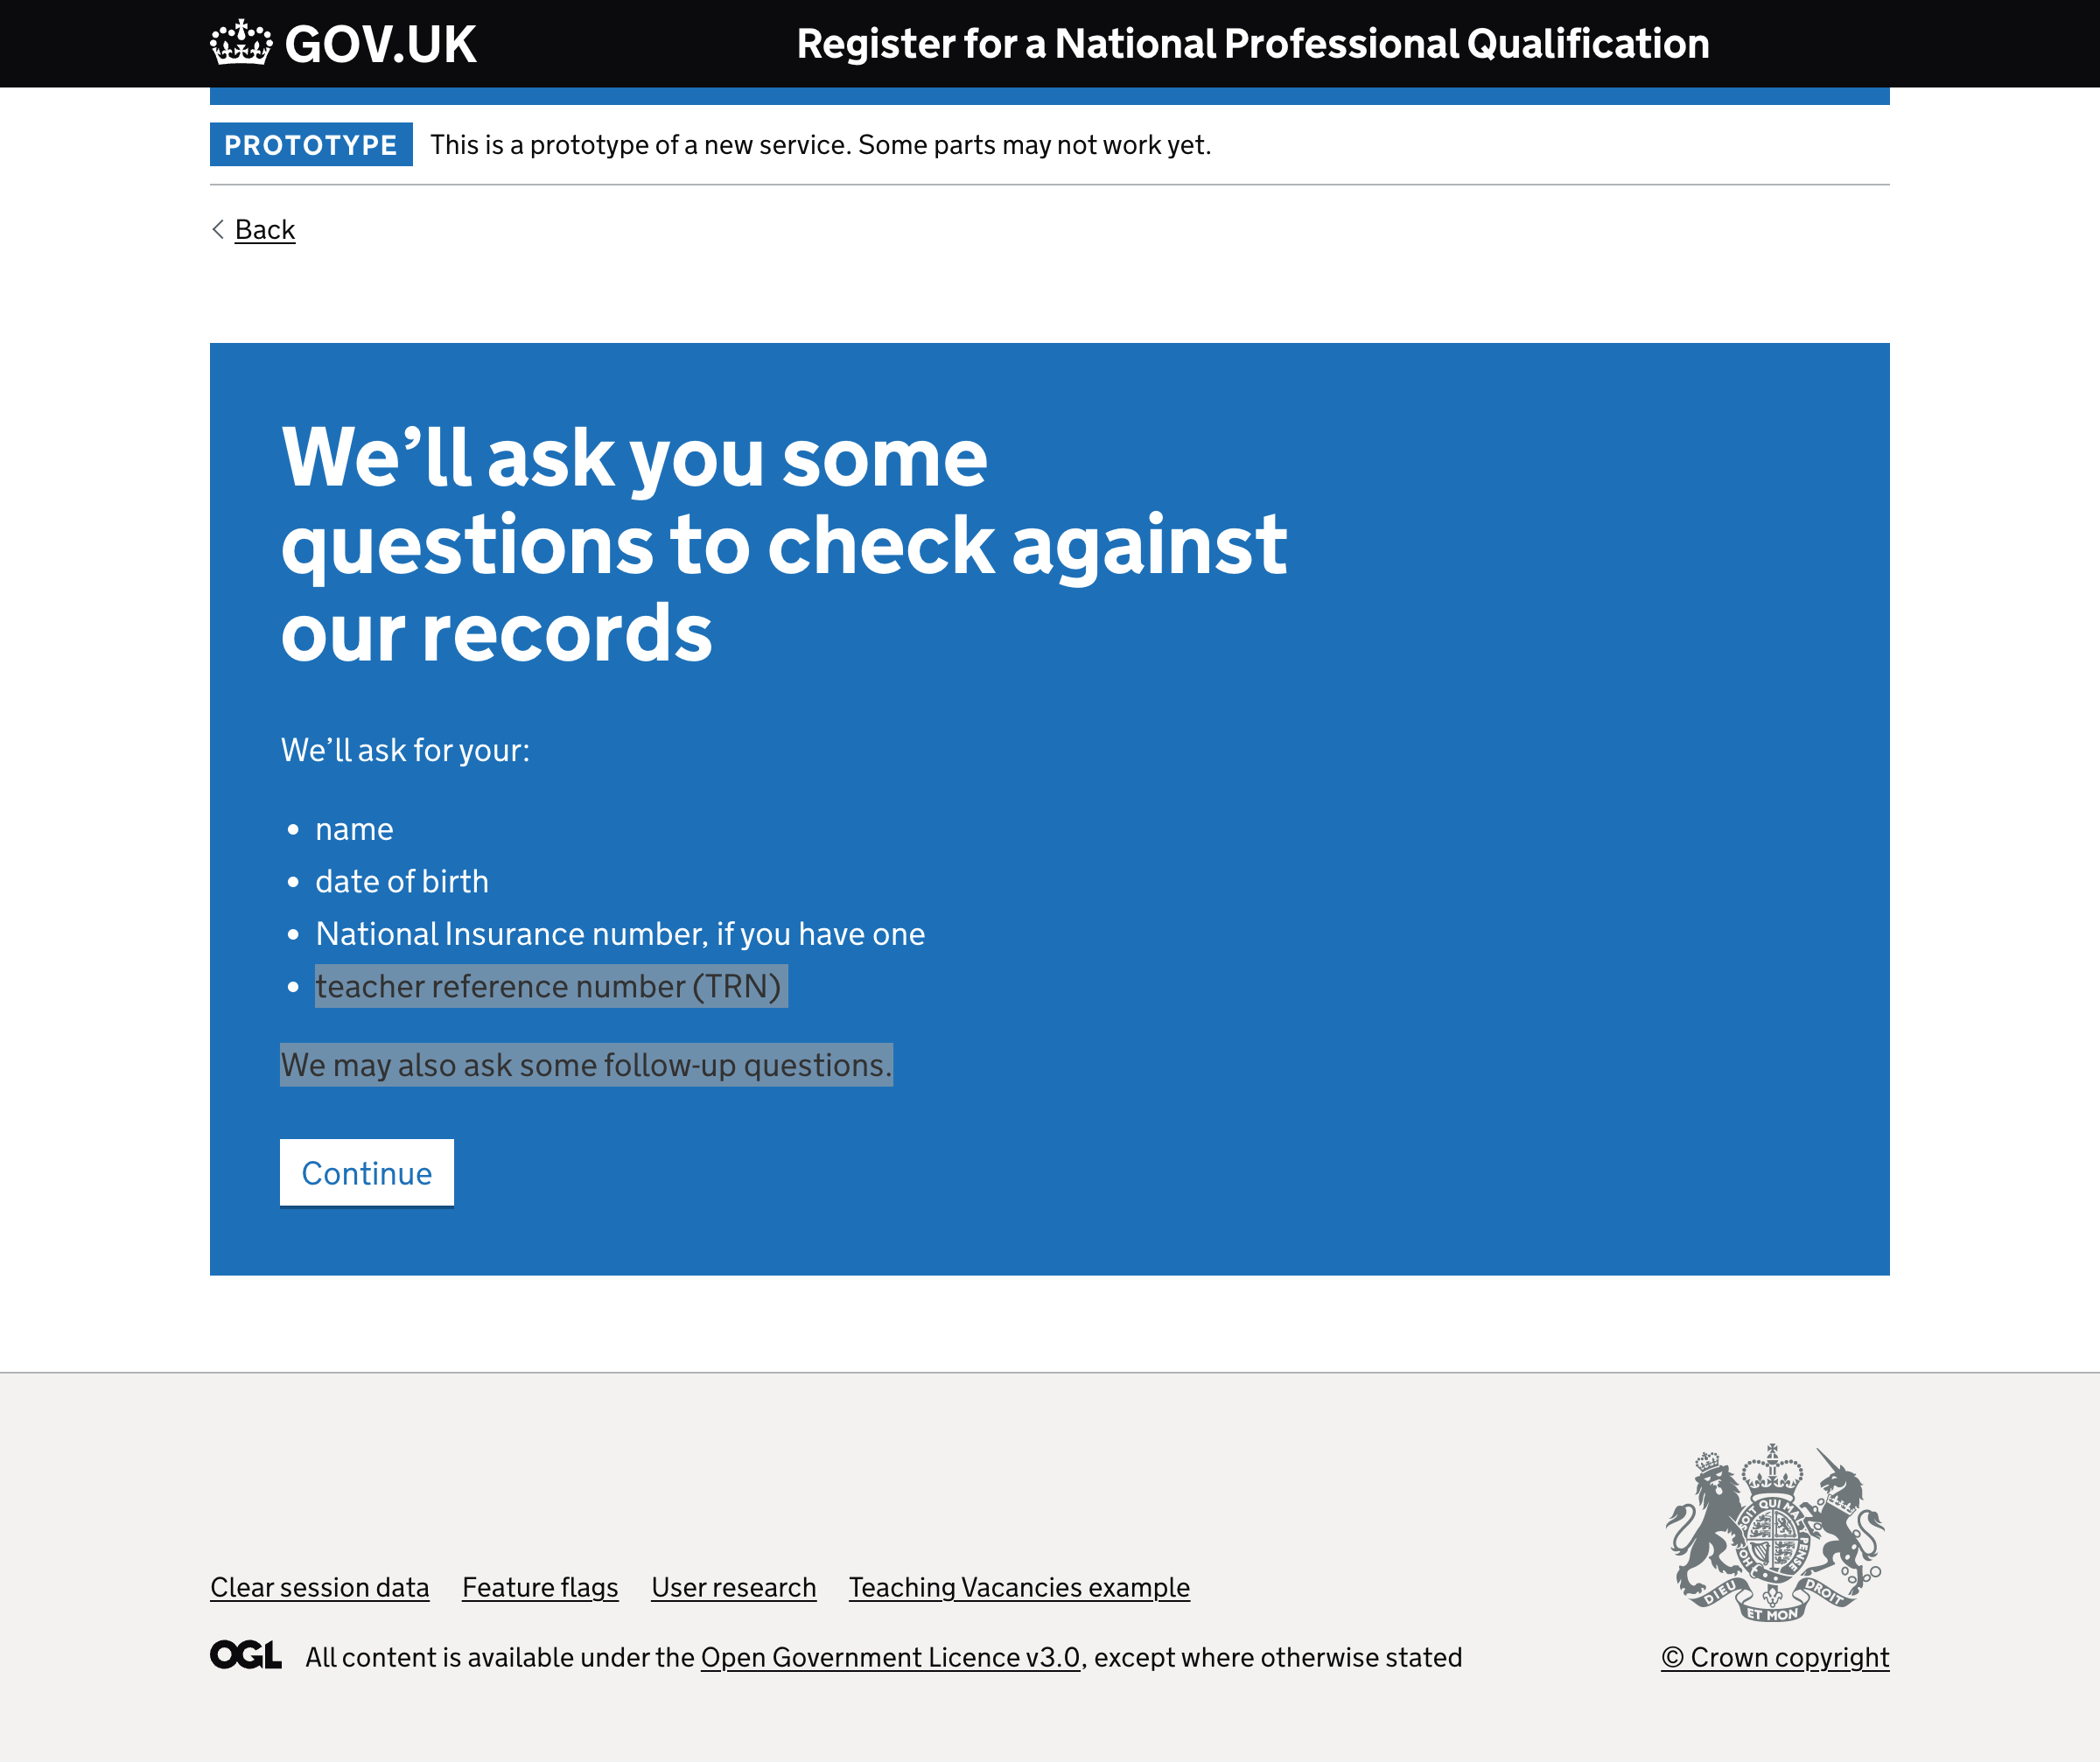 GOV.UK
Register for a National Professional Qualification
PROTOTYPE This is a prototype of a new service. Some parts may not work yet.
Back
We’ll ask you some
questions to check against
our records
We’ll ask for your:
• name
• date of birth
• National Insurance number, if you have one
• teacher reference number (TRN)
We may also ask some follow-up questions.
Continue
HONI SOIT QUI MAL Y PENSE
DIEU ET MON DROIT
Clear session data Feature flags User research Teaching Vacancies example
OGL All content is available under the Open Government Licence v3.0, except where otherwise stated
© Crown copyright